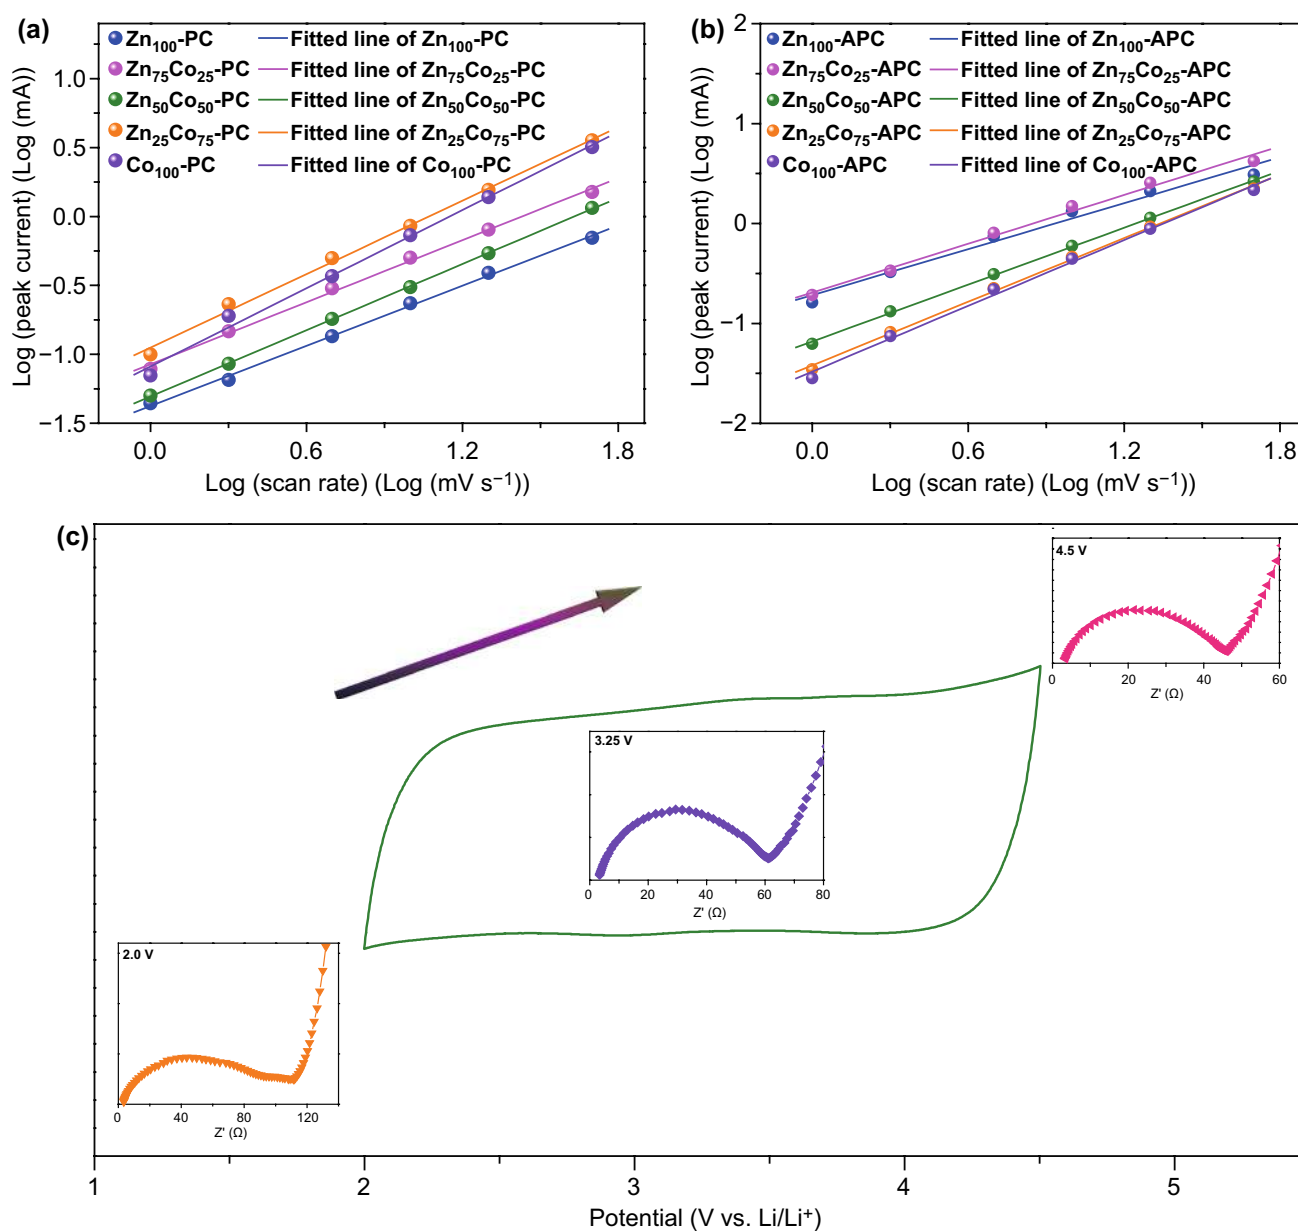 (a)
Zn₁₀₀-PC Fitted line of Zn₁₀₀-PC
Zn₇₅Co₂₅-PC Fitted line of Zn₇₅Co₂₅-PC
Zn₅₀Co₅₀-PC Fitted line of Zn₅₀Co₅₀-PC
Zn₂₅Co₇₅-PC Fitted line of Zn₂₅Co₇₅-PC
Co₁₀₀-PC Fitted line of Co₁₀₀-PC
Log (peak current) (Log (mA))
1.0
0.5
0.0
−0.5
−1.0
−1.5
0.0 0.6 1.2 1.8
Log (scan rate) (Log (mV s⁻¹))
(b)
Zn₁₀₀-APC Fitted line of Zn₁₀₀-APC
Zn₇₅Co₂₅-APC Fitted line of Zn₇₅Co₂₅-APC
Zn₅₀Co₅₀-APC Fitted line of Zn₅₀Co₅₀-APC
Zn₂₅Co₇₅-APC Fitted line of Zn₂₅Co₇₅-APC
Co₁₀₀-APC Fitted line of Co₁₀₀-APC
Log (peak current) (Log (mA))
2
1
0
−1
−2
0.0 0.6 1.2 1.8
Log (scan rate) (Log (mV s⁻¹))
(c)
4.5 V
0 20 40 60
Z' (Ω)
3.25 V
0 20 40 60 80
Z' (Ω)
2.0 V
0 40 80 120
Z' (Ω)
1 2 3 4 5
Potential (V vs. Li/Li⁺)